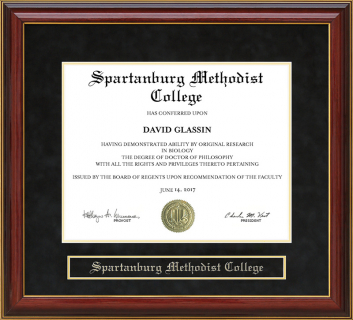 Spartanburg Methodist
College
HAS CONFERRED UPON
DAVID GLASSIN
HAVING DEMONSTRATED ABILITY BY ORIGINAL RESEARCH
IN BIOLOGY
THE DEGREE OF DOCTOR OF PHILOSOPHY
WITH ALL THE RIGHTS AND PRIVILEGES THERETO PERTAINING
ISSUED BY THE BOARD OF REGENTS UPON RECOMMENDATION OF THE FACULTY
JUNE 14, 2017
PROVOST
PRESIDENT
Spartanburg Methodist College